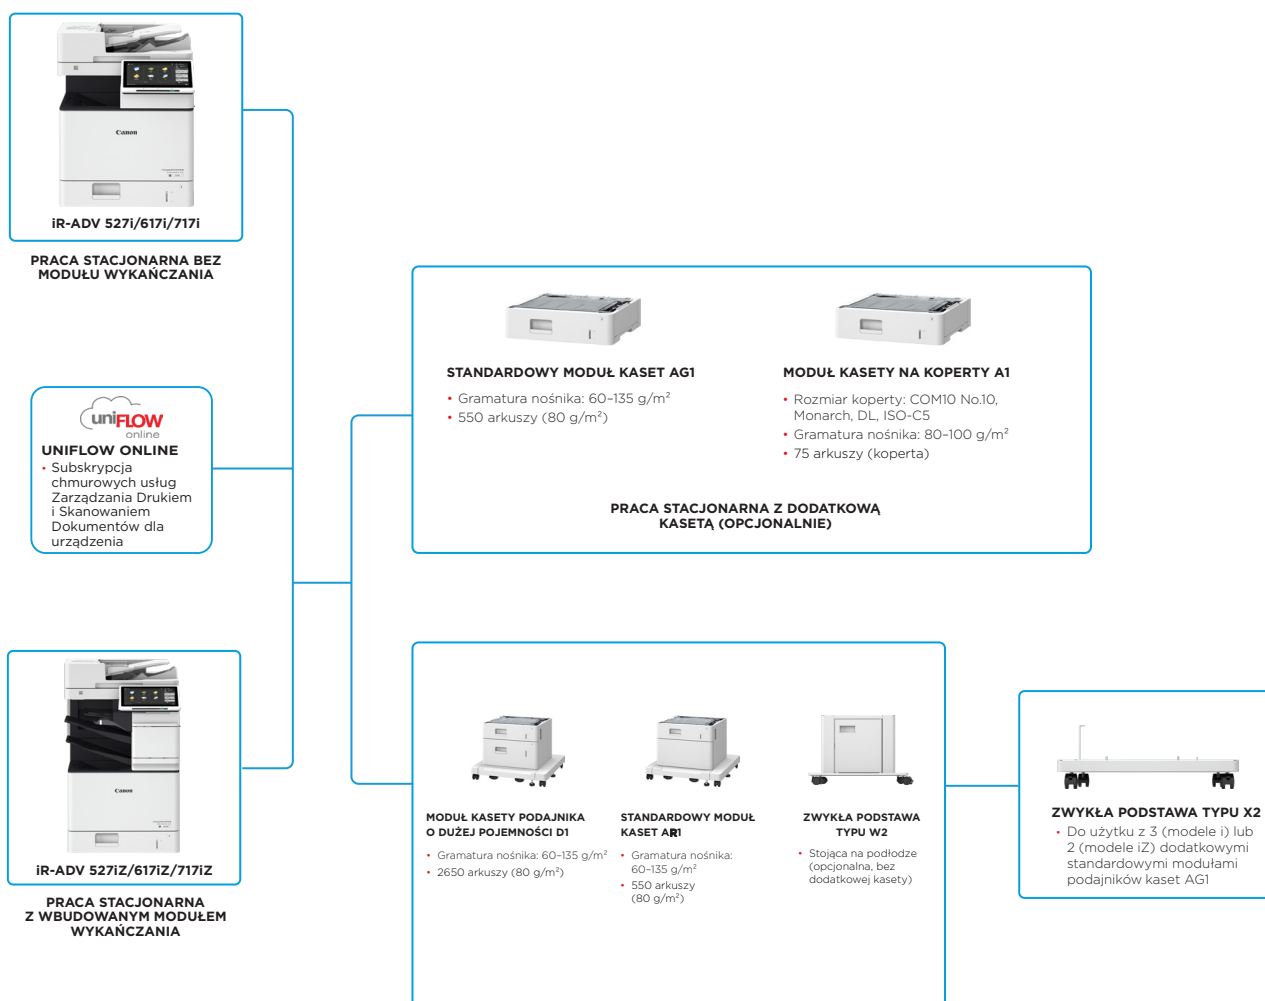 Canon
iR-ADV 527i/617i/717i
PRACA STACJONARNA BEZ
MODUŁU WYKAŃCZANIA
uniFLOW
online
UNIFLOW ONLINE
• Subskrypcja
chmurowych usług
Zarządzania Drukiem
i Skanowaniem
Dokumentów dla
urządzenia
Canon
iR-ADV 527iZ/617iZ/717iZ
PRACA STACJONARNA
Z WBUDOWANYM MODUŁEM
WYKAŃCZANIA
STANDARDOWY MODUŁ KASET AG1
• Gramatura nośnika: 60–135 g/m²
• 550 arkuszy (80 g/m²)
MODUŁ KASETY NA KOPERTY A1
• Rozmiar koperty: COM10 No.10,
Monarch, DL, ISO-C5
• Gramatura nośnika: 80–100 g/m²
• 75 arkuszy (koperta)
PRACA STACJONARNA Z DODATKOWĄ
KASETĄ (OPCJONALNIE)
MODUŁ KASETY PODAJNIKA
O DUŻEJ POJEMNOŚCI D1
• Gramatura nośnika: 60–135 g/m²
• 2650 arkuszy (80 g/m²)
STANDARDOWY MODUŁ
KASET AR1
• Gramatura nośnika:
60–135 g/m²
• 550 arkuszy
(80 g/m²)
ZWYKŁA PODSTAWA
TYPU W2
• Stojąca na podłodze
(opcjonalna, bez
dodatkowej kasety)
ZWYKŁA PODSTAWA TYPU X2
• Do użytku z 3 (modele i) lub
2 (modele iZ) dodatkowymi
standardowymi modułami
podajników kaset AG1